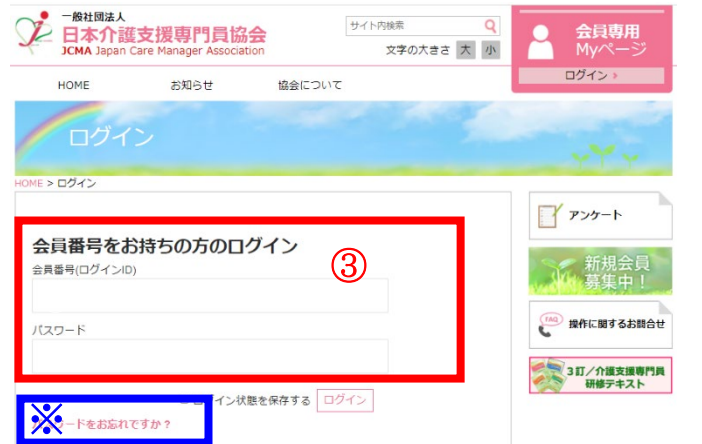 一般社団法人
日本介護支援専門員協会
JCMA Japan Care Manager Association
サイト内検索
文字の大きさ 大 小
会員専用
Myページ
ログイン
HOME お知らせ 協会について
ログイン
HOME > ログイン
アンケート
会員番号をお持ちの方のログイン
③
会員番号(ログインID)
新規会員
募集中！
パスワード
FAQ 操作に関するお問合せ
3訂／介護支援専門員
研修テキスト
イン状態を保存する ログイン
※
ードをお忘れですか？